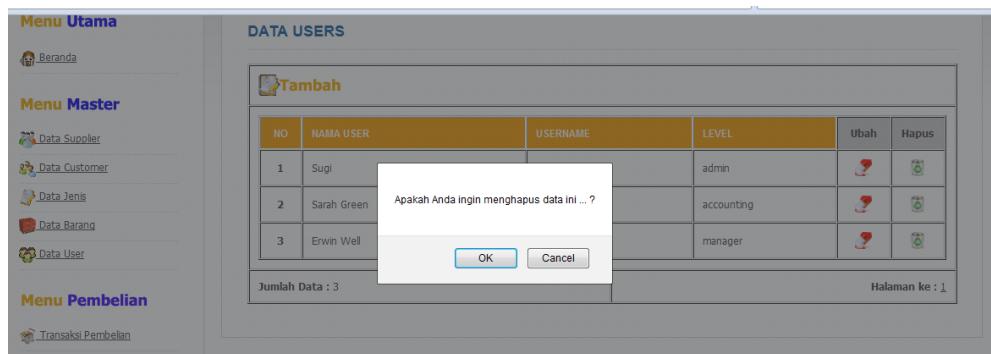 Menu Utama
Beranda
Menu Master
Data Supplier
Data Customer
Data Jenis
Data Barang
Data User
Menu Pembelian
Transaksi Pembelian
DATA USERS
Tambah
NO NAMA USER USERNAME LEVEL Ubah Hapus
1 Sugi admin
2 Sarah Green accounting
3 Erwin Well manager
Jumlah Data : 3 Halaman ke : 1
Apakah Anda ingin menghapus data ini ... ?
OK Cancel